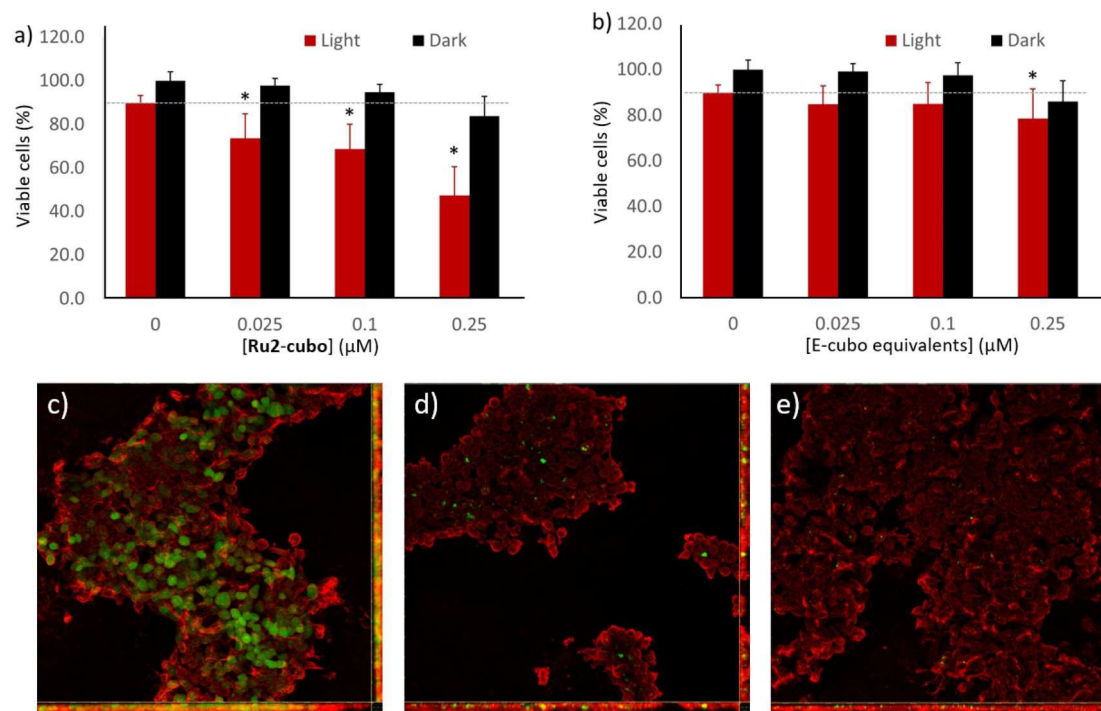 a)
Viable cells (%)
120.0
100.0
80.0
60.0
40.0
20.0
0.0
Light
Dark
*
*
*
0
0.025
0.1
0.25
[Ru2-cubo] (µM)
b)
Viable cells (%)
120.0
100.0
80.0
60.0
40.0
20.0
0.0
Light
Dark
*
0
0.025
0.1
0.25
[E-cubo equivalents] (µM)
c)
d)
e)